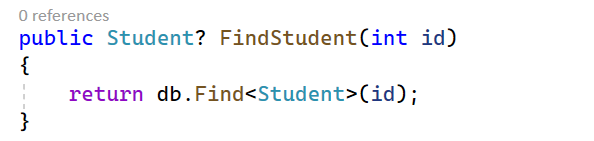 0 references
public Student? FindStudent(int id)
{
    return db.Find<Student>(id);
}